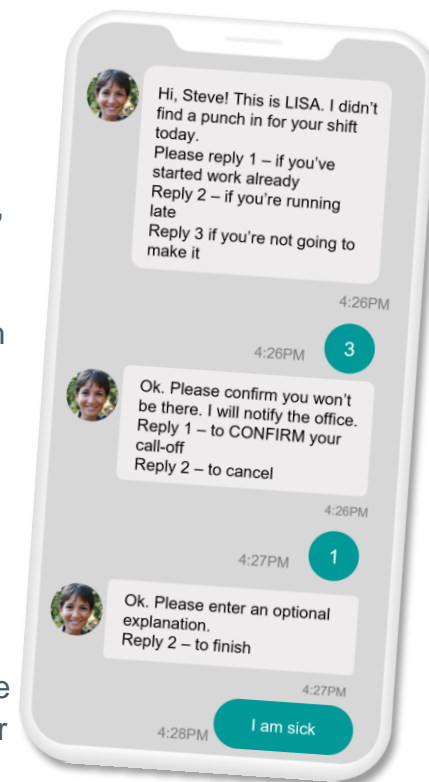 ,
n
e
r
Hi, Steve! This is LISA. I didn't
find a punch in for your shift
today.
Please reply 1 – if you've
started work already
Reply 2 – if you're running
late
Reply 3 if you're not going to
make it
4:26PM
4:26PM 3
Ok. Please confirm you won't
be there. I will notify the office.
Reply 1 – to CONFIRM your
call-off
Reply 2 – to cancel
4:26PM
4:27PM 1
Ok. Please enter an optional
explanation.
Reply 2 – to finish
4:27PM
4:28PM I am sick